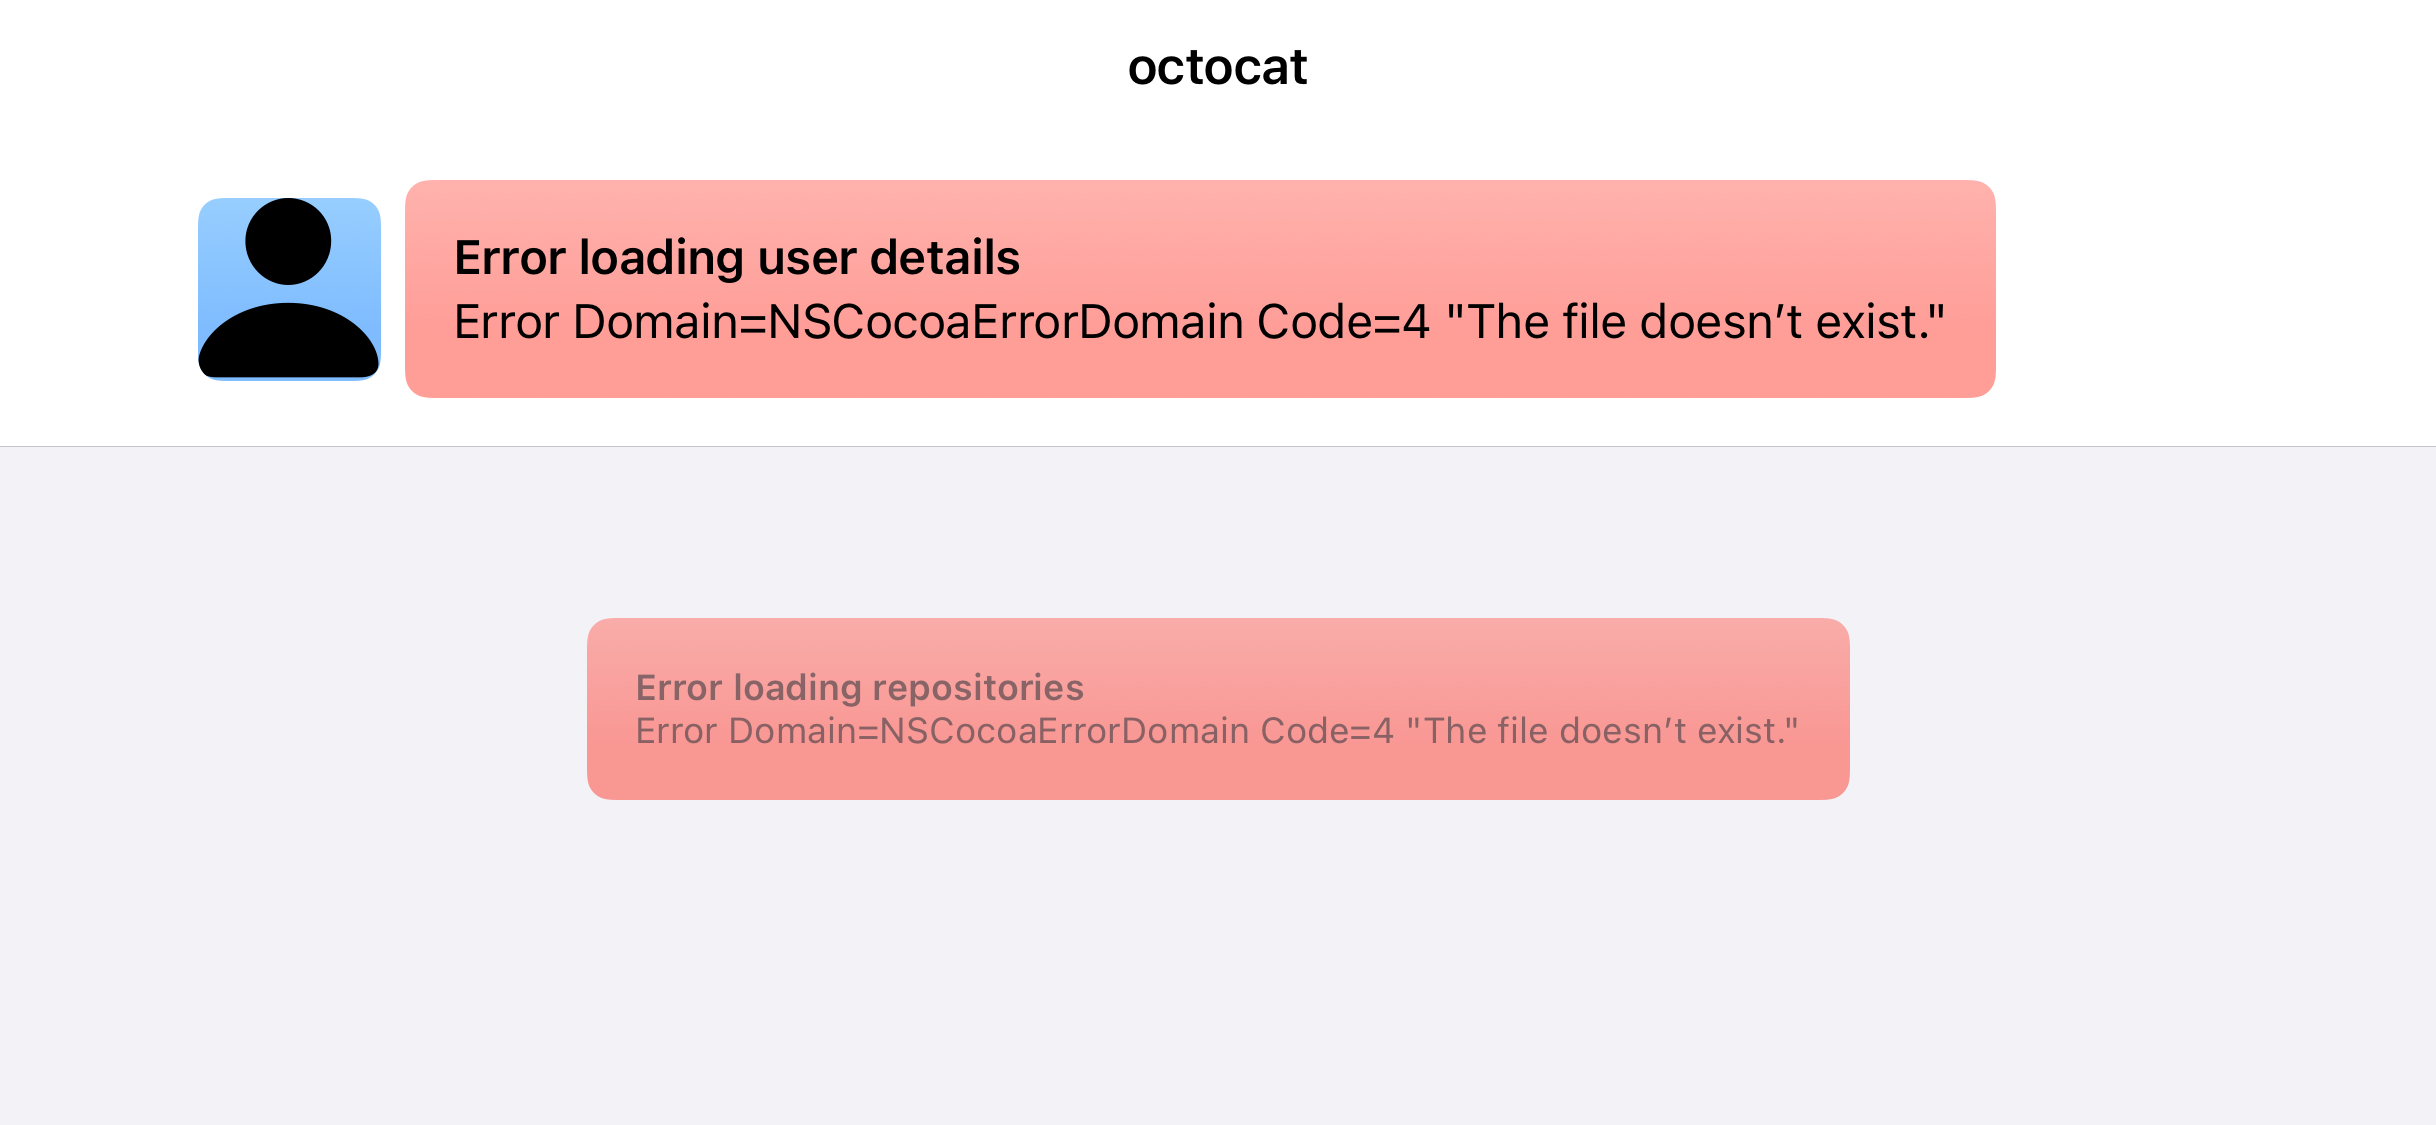 octocat
Error loading user details
Error Domain=NSCocoaErrorDomain Code=4 "The file doesn’t exist."
Error loading repositories
Error Domain=NSCocoaErrorDomain Code=4 "The file doesn’t exist."